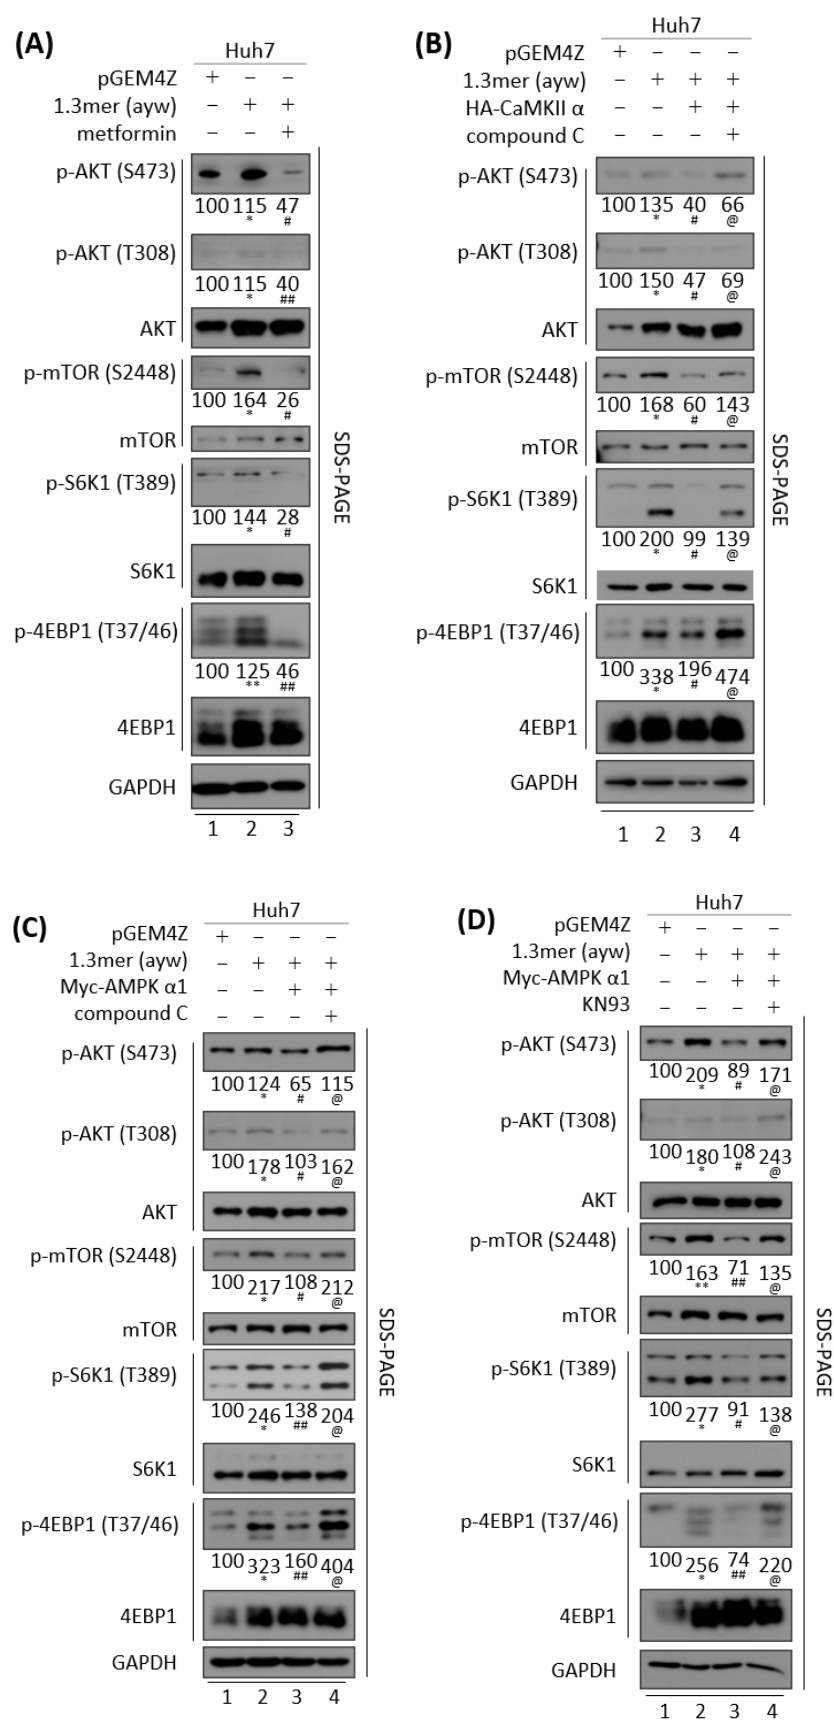 (A)
Huh7
pGEM4Z + – –
1.3mer (ayw) – + +
metformin – – +
p-AKT (S473)
100 115 47
* #
p-AKT (T308)
100 115 40
* ##
AKT
p-mTOR (S2448)
100 164 26
* #
mTOR
p-S6K1 (T389)
100 144 28
* #
S6K1
p-4EBP1 (T37/46)
100 125 46
** ##
4EBP1
GAPDH
1 2 3
SDS-PAGE
(B)
Huh7
pGEM4Z + – – –
1.3mer (ayw) – + + +
HA-CaMKII α – – + +
compound C – – – +
p-AKT (S473)
100 135 40 66
* # @
p-AKT (T308)
100 150 47 69
* # @
AKT
p-mTOR (S2448)
100 168 60 143
* # @
mTOR
p-S6K1 (T389)
100 200 99 139
* # @
S6K1
p-4EBP1 (T37/46)
100 338 196 474
* # @
4EBP1
GAPDH
1 2 3 4
SDS-PAGE
(C)
Huh7
pGEM4Z + – – –
1.3mer (ayw) – + + +
Myc-AMPK α1 – – + +
compound C – – – +
p-AKT (S473)
100 124 65 115
* # @
p-AKT (T308)
100 178 103 162
* # @
AKT
p-mTOR (S2448)
100 217 108 212
* # @
mTOR
p-S6K1 (T389)
100 246 138 204
* ## @
S6K1
p-4EBP1 (T37/46)
100 323 160 404
* ## @
4EBP1
GAPDH
1 2 3 4
SDS-PAGE
(D)
Huh7
pGEM4Z + – – –
1.3mer (ayw) – + + +
Myc-AMPK α1 – – + +
KN93 – – – +
p-AKT (S473)
100 209 89 171
* # @
p-AKT (T308)
100 180 108 243
* # @
AKT
p-mTOR (S2448)
100 163 71 135
** ## @
mTOR
p-S6K1 (T389)
100 277 91 138
* # @
S6K1
p-4EBP1 (T37/46)
100 256 74 220
* ## @
4EBP1
GAPDH
1 2 3 4
SDS-PAGE